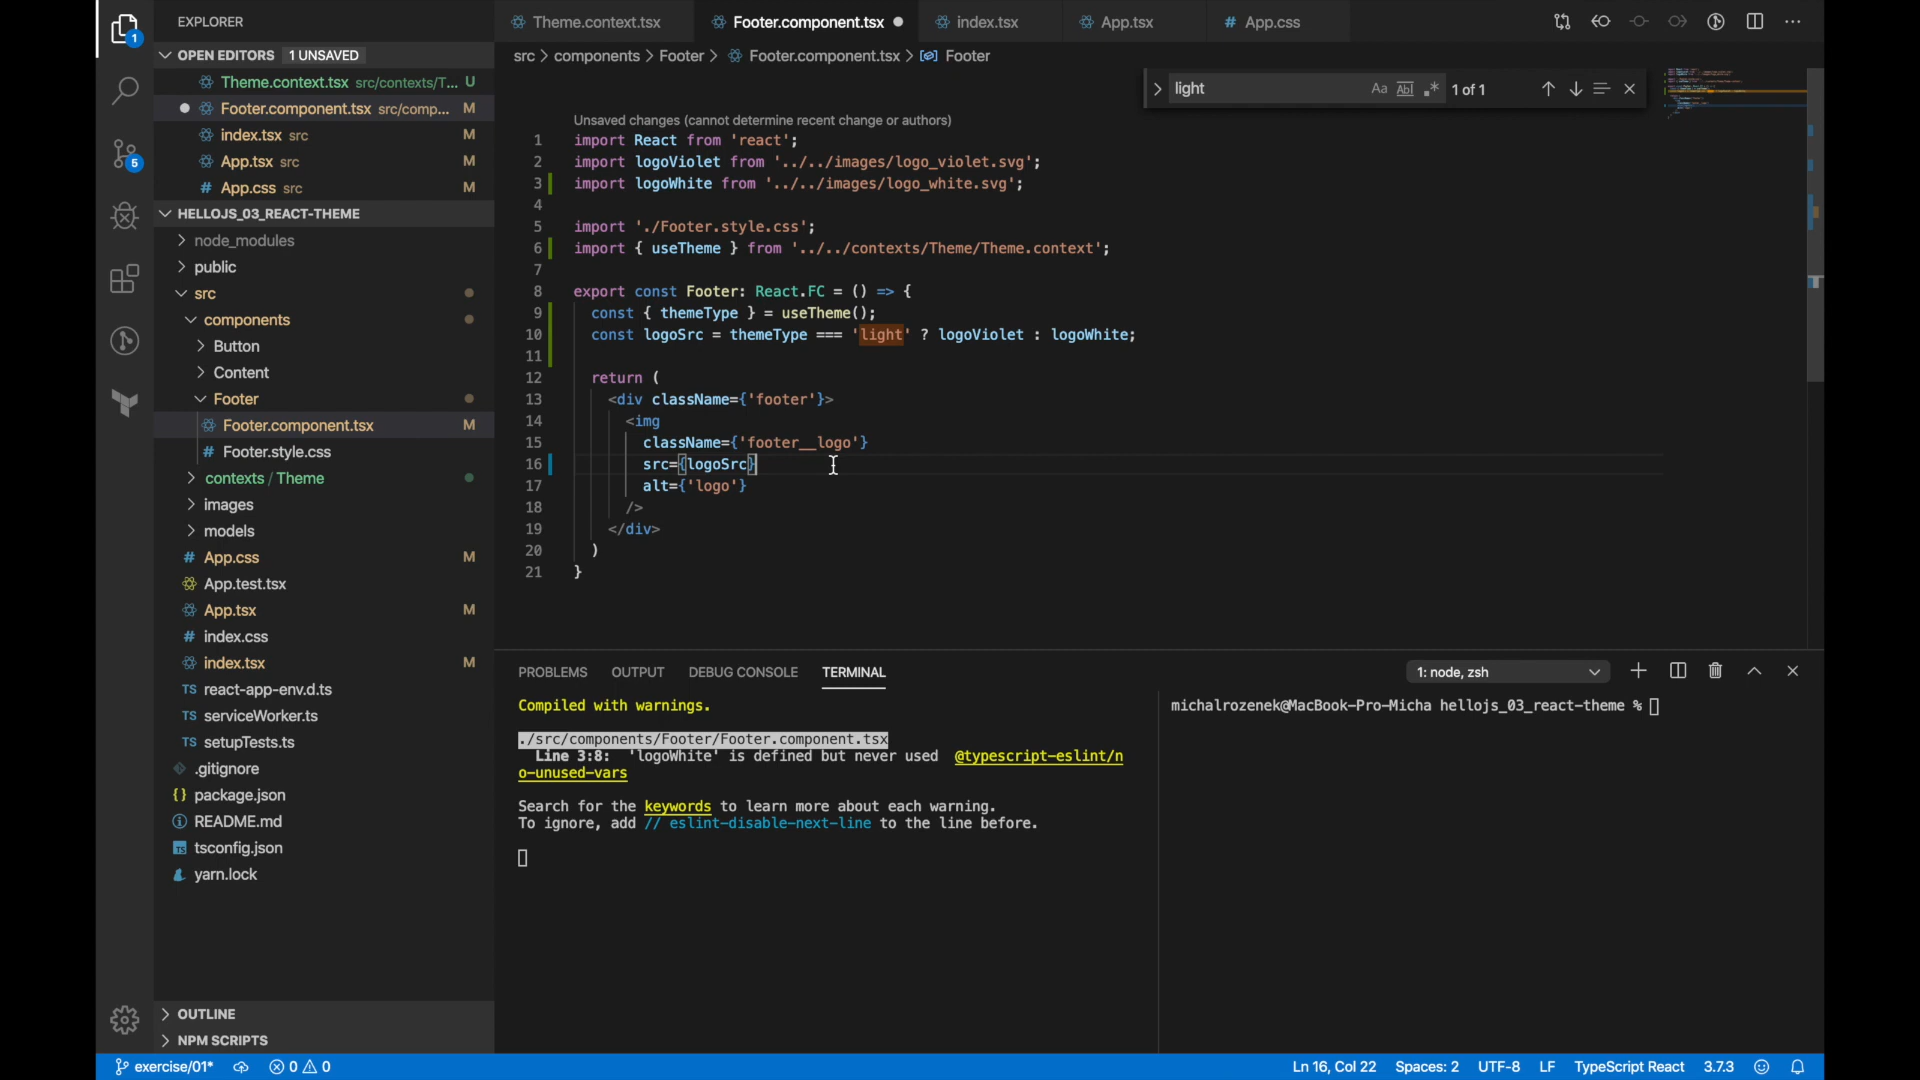 EXPLORER
OPEN EDITORS 1 UNSAVED
Theme.context.tsx src/contexts/T... U
Footer.component.tsx src/comp... M
index.tsx src M
App.tsx src M
# App.css src M
HELLOJS_03_REACT-THEME
node_modules
public
src
components
Button
Content
Footer
Footer.component.tsx M
# Footer.style.css
contexts / Theme
images
models
# App.css M
App.test.tsx
App.tsx M
# index.css
index.tsx M
TS react-app-env.d.ts
TS serviceWorker.ts
TS setupTests.ts
.gitignore
{} package.json
README.md
tsconfig.json
yarn.lock
OUTLINE
NPM SCRIPTS
1
5
Theme.context.tsx Footer.component.tsx index.tsx App.tsx # App.css
src > components > Footer > Footer.component.tsx > Footer
light Aa Abl .* 1 of 1
Unsaved changes (cannot determine recent change or authors)
1 import React from 'react';
2 import logoViolet from '../../images/logo_violet.svg';
3 import logoWhite from '../../images/logo_white.svg';
4
5 import './Footer.style.css';
6 import { useTheme } from '../../contexts/Theme/Theme.context';
7
8 export const Footer: React.FC = () => {
9 const { themeType } = useTheme();
10 const logoSrc = themeType === 'light' ? logoViolet : logoWhite;
11
12 return (
13 <div className={'footer'}>
14 <img
15 className={'footer__logo'}
16 src={logoSrc}
17 alt={'logo'}
18 />
19 </div>
20 )
21 }
PROBLEMS OUTPUT DEBUG CONSOLE TERMINAL 1: node, zsh
Compiled with warnings.
./src/components/Footer/Footer.component.tsx
Line 3:8: 'logoWhite' is defined but never used @typescript-eslint/n
o-unused-vars
Search for the keywords to learn more about each warning.
To ignore, add // eslint-disable-next-line to the line before.
michalrozenek@MacBook-Pro-Micha hellojs_03_react-theme %
exercise/01* 0 0 Ln 16, Col 22 Spaces: 2 UTF-8 LF TypeScript React 3.7.3